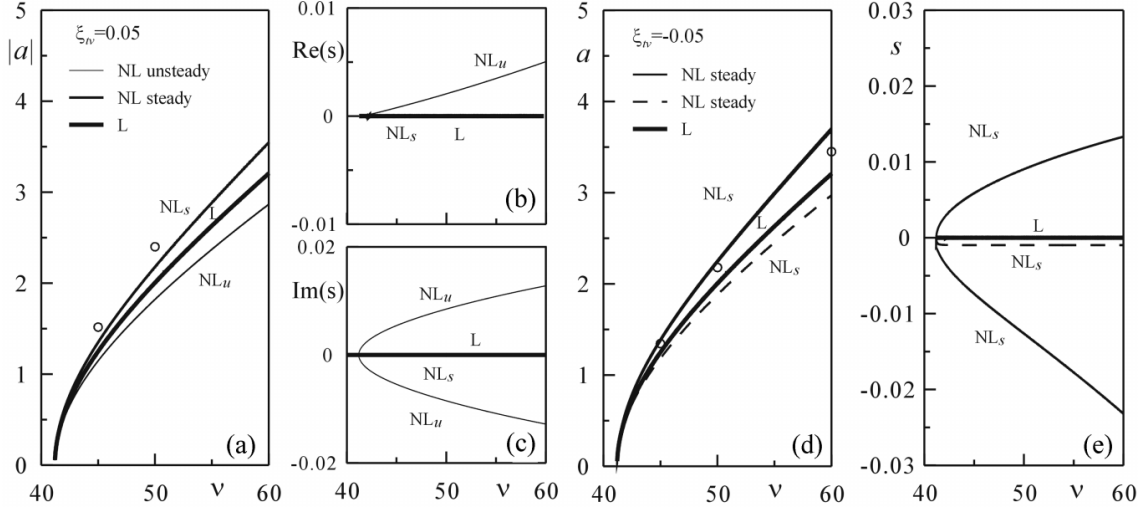 5
4
3
2
1
0
|a|
ξtv=0.05
NL unsteady
NL steady
L
NLs
L
NLu
(a)
40
50
ν
60
0.01
Re(s)
0
-0.01
NLu
NLs
L
(b)
0.02
Im(s)
0
-0.02
NLu
L
NLs
NLu
(c)
40
50
ν
60
5
a
4
3
2
1
0
ξtv=-0.05
NL steady
NL steady
L
NLs
L
NLs
(d)
40
50
ν
60
0.03
s
0.02
0.01
0
-0.01
-0.02
-0.03
NLs
L
NLs
NLs
(e)
40
50
ν
60